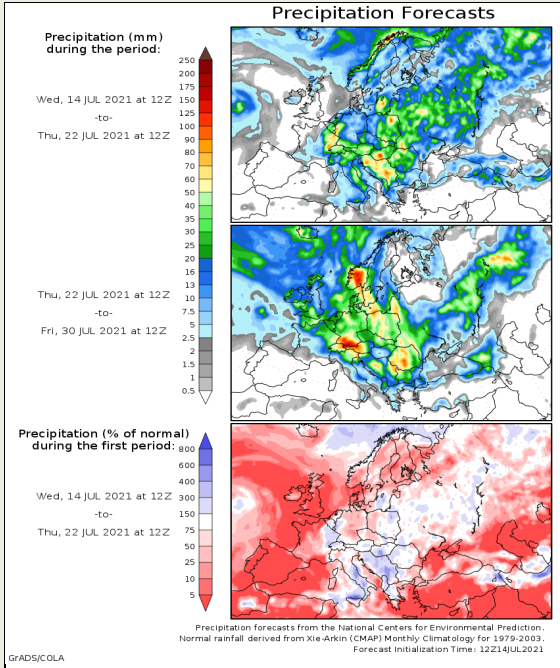 Precipitation Forecasts
Precipitation (mm)
during the period:
Wed, 14 JUL 2021 at 12Z
-to-
Thu, 22 JUL 2021 at 12Z
250
200
175
150
125
100
90
80
70
60
50
40
35
30
25
20
16
13
10
7.5
5
2.5
2
1.5
1
0.5
Thu, 22 JUL 2021 at 12Z
-to-
Fri, 30 JUL 2021 at 12Z
Precipitation (% of normal)
during the first period:
Wed, 14 JUL 2021 at 12Z
-to-
Thu, 22 JUL 2021 at 12Z
800
600
400
300
150
75
50
25
10
5
Precipitation forecasts from the National Centers for Environmental Prediction.
Normal rainfall derived from Xie-Arkin (CMAP) Monthly Climatology for 1979-2003.
Forecast Initialization Time: 12Z14JUL2021
GrADS/COLA